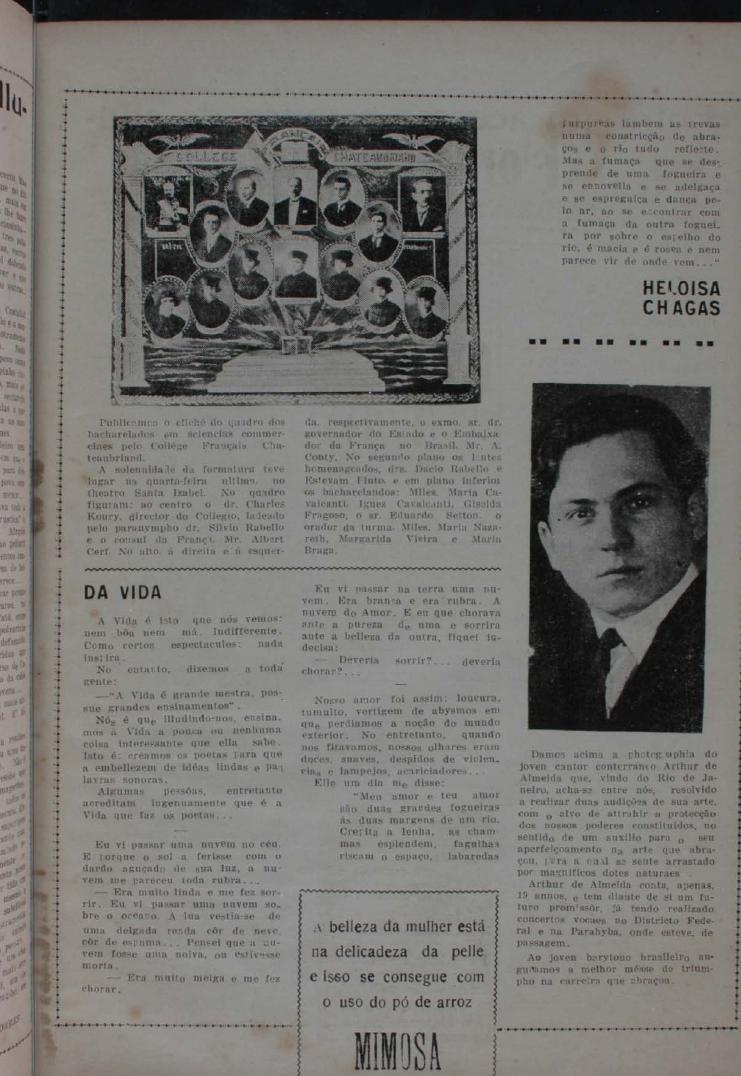 COLLEGE CHATEAUBRIAND
Publicamos o cliché do quadro dos
bacharelados em sciencias commer-
ciaes pelo Collége Français Cha-
teaubriand.
A solennidade da formatura teve
lugar na quarta-feira ultima, no
theatro Santa Izabel. No quadro
figuram: ao centro o dr. Charles
Koury, director do Collegio, ladeado
pelo paranympho dr. Silvio Rabello
e o consul da França, Mr. Albert
Cerf. No alto, á direita e á esquer-
da, respectivamente, o exmo. sr. dr.
governador do Estado e o Embaixa
dor da França no Brasil, Mr. A.
Conty. No segundo plano os lentes
homenageados, drs. Dacio Rabello e
Estevam Pinto, e em plano inferior
os bacharelandos: Mlles. Maria Ca-
valcanti, Ignez Cavalcanti, Giselda
Fragoso, o sr. Eduardo Setton, o
orador da turma, Mlles. Maria Naza-
reth, Margarida Vieira e Maria
Braga.
DA VIDA
A Vida é isto que nós vemos:
nem bôa nem má. Indifferente.
Como certos espectaculos: nada
inspira.
No entanto, dizemos a toda
gente:
—"A Vida é grande mestra, pos-
sue grandes ensinamentos".
Nós é que illudindo-nos, ensina.
mos á Vida a pouca ou nenhuma
coisa interessante que ella sabe.
Isto é: creamos os poetas para que
a embellezem de idéas lindas e pa,
lavras sonoras.
Algumas pessôas, entretanto
acreditam ingenuamente que é a
Vida que faz os poetas...
—
Eu vi passar uma nuvem no céu.
E porque o sol a ferisse com o
dardo aguçado de sua luz, a nu-
vem me pareceu toda rubra...
— Era muito linda e me fez sor-
rir. Eu vi passar uma nuvem so-
bre o oceano. A lua vestia-se de
uma delgada renda côr de neve,
côr de espuma... Pensei que a nu-
vem fosse uma noiva, ou estivesse
morta.
— Era muito meiga e me fez
chorar.
Eu vi passar na terra uma nu-
vem. Era branca e era rubra. A
nuvem do Amor. E eu que chorava
ante a pureza de uma e sorrira
ante a belleza da outra, fiquei in-
decisa:
— Deveria sorrir?... deveria
chorar?...
—
Nosso amor foi assim: loucura,
tumulto, vertigem de abysmos em
que perdiamos a noção do mundo
exterior. No entretanto, quando
nos fitavamos, nossos olhares eram
doces, suaves, despidos de violen,
cias e lampejos, acariciadores...
Elle um dia me disse:
"Meu amor e teu amor
são duas grandes fogueiras
ás duas margens de um rio.
Crepita a lenha, as cham
mas esplendem, fagulhas
riscam o espaço, labaredas
purpureas tambem as trevas
numa constricção de abra-
ços e o rio tudo reflecte.
Mas a fumaça que se des-
prende de uma fogueira e
se ennovella e se adelgaça
e se espreguiça e dança pe-
lo ar, ao se encontrar com
a fumaça da outra foguei.
ra por sobre o espelho do
rio, é macia e é rosea e nem
parece vir de onde vem..."
HELOISA
CHAGAS
Damos acima a photographia do
joven cantor conterraneo Arthur de
Almeida que, vindo do Rio de Ja-
neiro, acha-se entre nós, resolvido
a realizar duas audições de sua arte,
com o alvo de attrahir a protecção
dos nossos poderes constituidos, no
sentido de um auxilio para o seu
aperfeiçoamento na arte que abra-
çou, para a qual se sente arrastado
por magnificos dotes naturaes.
Arthur de Almeida conta, apenas,
19 annos, e tem diante de si um fu-
turo promissôr, já tendo realizado
concertos vocaes no Districto Fede-
ral e na Parahyba, onde esteve, de
passagem.
Ao joven barytono brasileiro au-
guramos a melhor mésse de trium-
pho na carreira que abraçou.
A belleza da mulher está
na delicadeza da pelle
e isso se consegue com
o uso do pó de arroz
MIMOSA